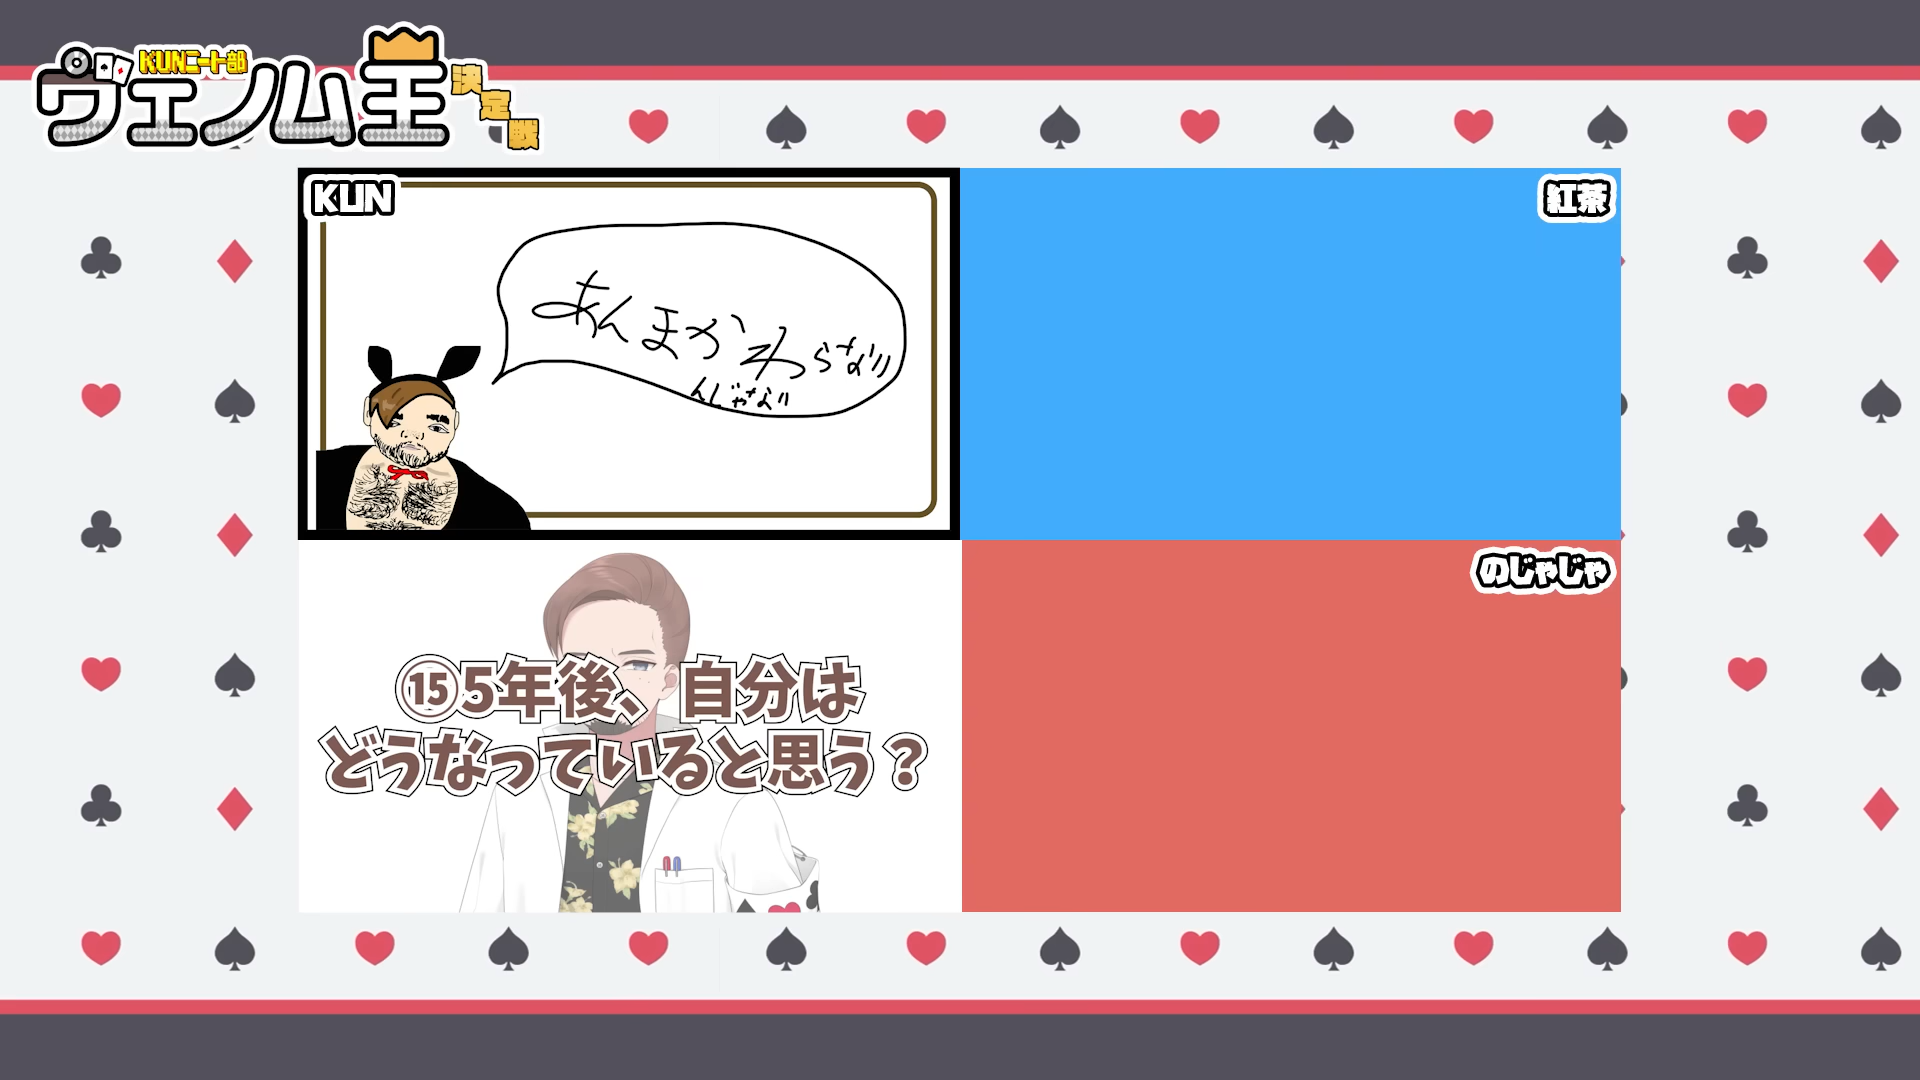 KUNニート部
ヴェノム王
決定戦
KUN
あんまかわらない
んじゃない
紅茶
⑮5年後、自分は
どうなっていると思う？
のじゃじゃ